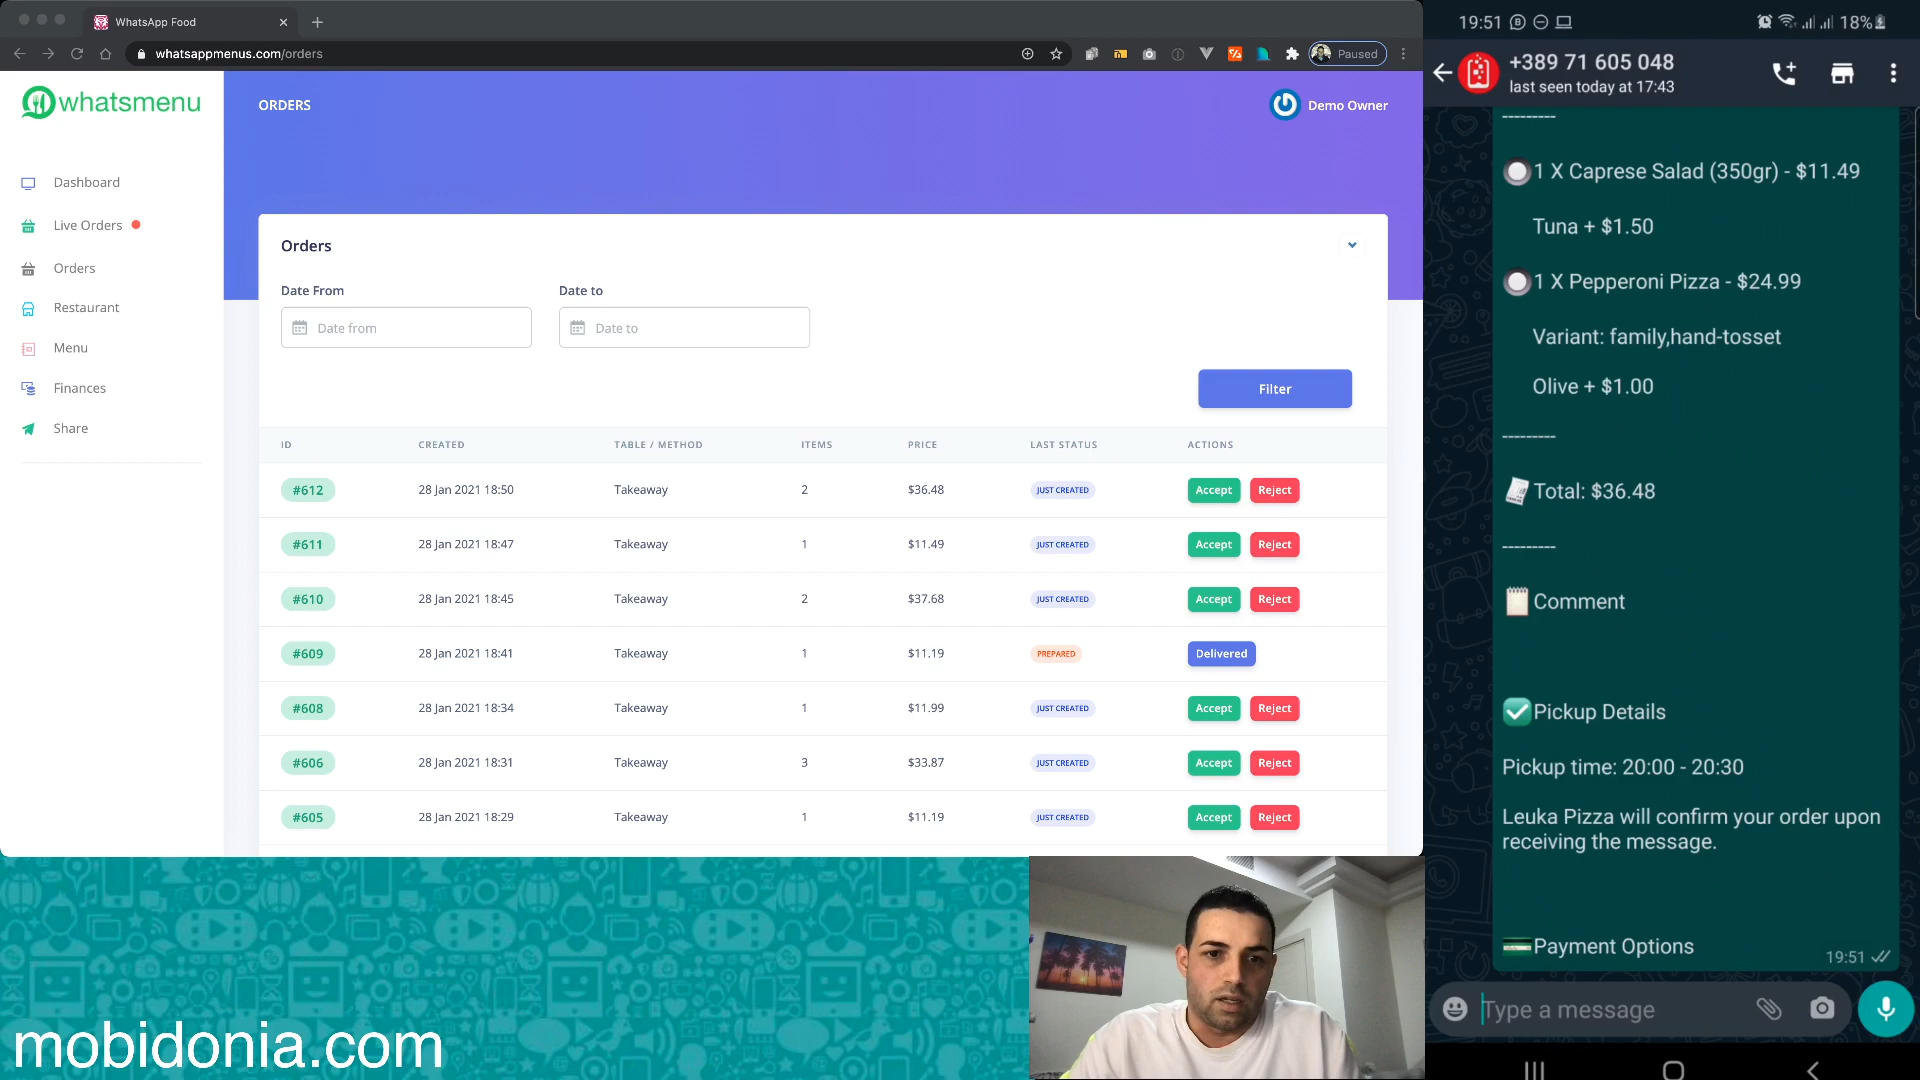 WhatsApp Food
whatsappmenus.com/orders
Paused
whatsmenu
Dashboard
Live Orders
Orders
Restaurant
Menu
Finances
Share
ORDERS
Demo Owner
Orders
Date From
Date to
Date from
Date to
Filter
ID CREATED TABLE / METHOD ITEMS PRICE LAST STATUS ACTIONS
#612 28 Jan 2021 18:50 Takeaway 2 $36.48 JUST CREATED Accept Reject
#611 28 Jan 2021 18:47 Takeaway 1 $11.49 JUST CREATED Accept Reject
#610 28 Jan 2021 18:45 Takeaway 2 $37.68 JUST CREATED Accept Reject
#609 28 Jan 2021 18:41 Takeaway 1 $11.19 PREPARED Delivered
#608 28 Jan 2021 18:34 Takeaway 1 $11.99 JUST CREATED Accept Reject
#606 28 Jan 2021 18:31 Takeaway 3 $33.87 JUST CREATED Accept Reject
#605 28 Jan 2021 18:29 Takeaway 1 $11.19 JUST CREATED Accept Reject
mobidonia.com
19:51 18%
+389 71 605 048
last seen today at 17:43
---------
1 X Caprese Salad (350gr) - $11.49
Tuna + $1.50
1 X Pepperoni Pizza - $24.99
Variant: family,hand-tosset
Olive + $1.00
---------
Total: $36.48
---------
Comment
Pickup Details
Pickup time: 20:00 - 20:30
Leuka Pizza will confirm your order upon
receiving the message.
Payment Options
19:51
Type a message